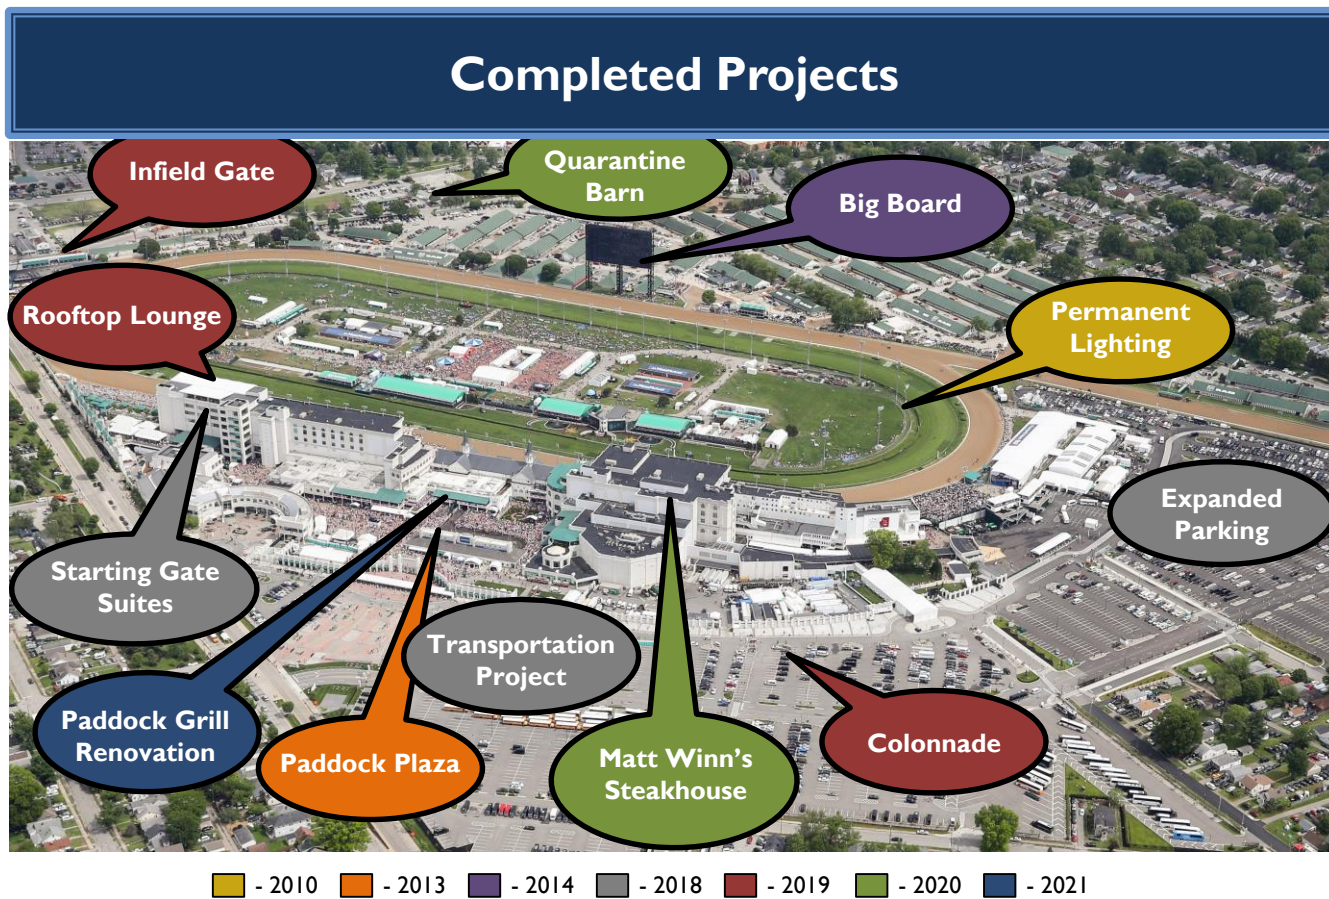 Completed Projects
Infield Gate
Quarantine
Barn
Big Board
Rooftop Lounge
Permanent
Lighting
Expanded
Parking
Starting Gate
Suites
Transportation
Project
Paddock Grill
Renovation
Paddock Plaza
Matt Winn's
Steakhouse
Colonnade
- 2010 - 2013 - 2014 - 2018 - 2019 - 2020 - 2021